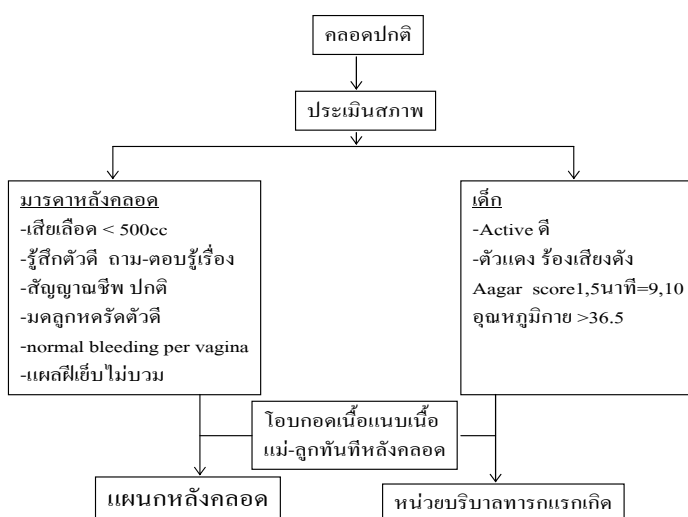 คลอดปกติ
ประเมินสภาพ
มารดาหลังคลอด
-เสียเลือด < 500cc
-รู้สึกตัวดี ถาม-ตอบรู้เรื่อง
-สัญญาณชีพ ปกติ
-มดลูกหดรัดตัวดี
-normal bleeding per vagina
-แผลฝีเย็บไม่บวม
เด็ก
-Active ดี
-ตัวแดง ร้องเสียงดัง
Aagar score1,5นาที=9,10
อุณหภูมิกาย >36.5
โอบกอดเนื้อแนบเนื้อ
แม่-ลูกทันทีหลังคลอด
แผนกหลังคลอด
หน่วยบริบาลทารกแรกเกิด